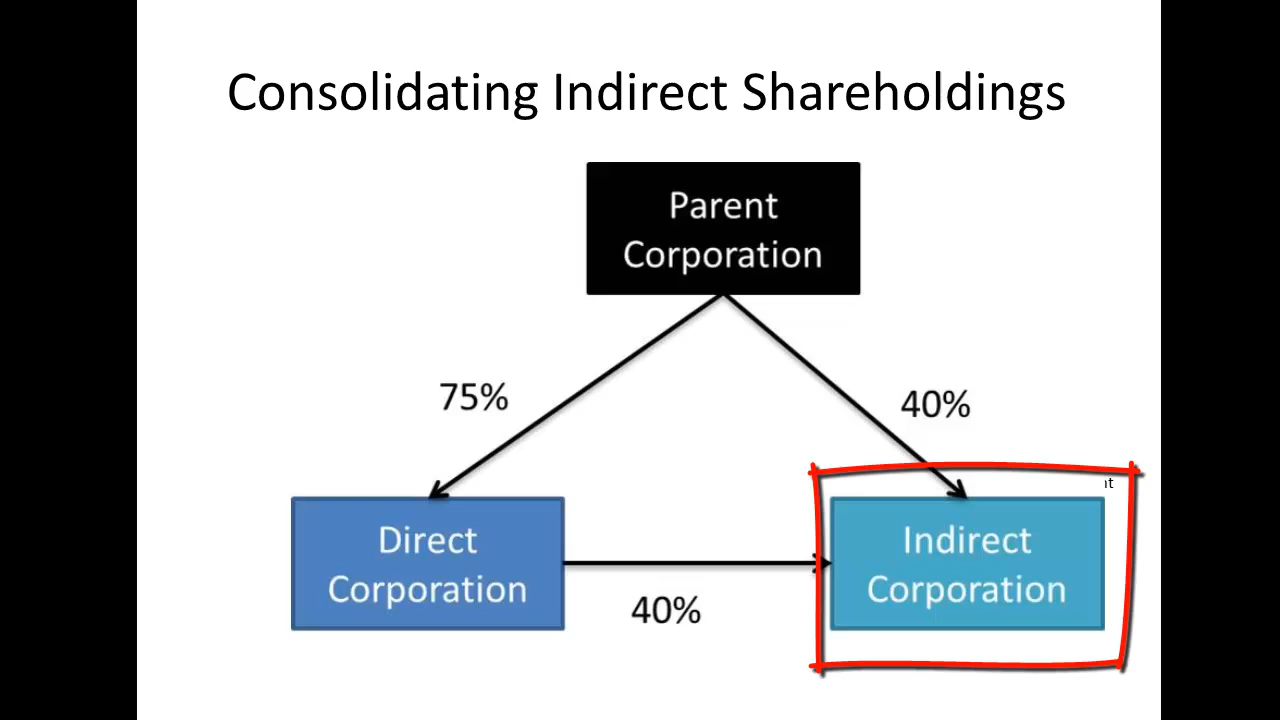 Consolidating Indirect Shareholdings
Parent
Corporation
75%
40%
Direct
Corporation
40%
Indirect
Corporation